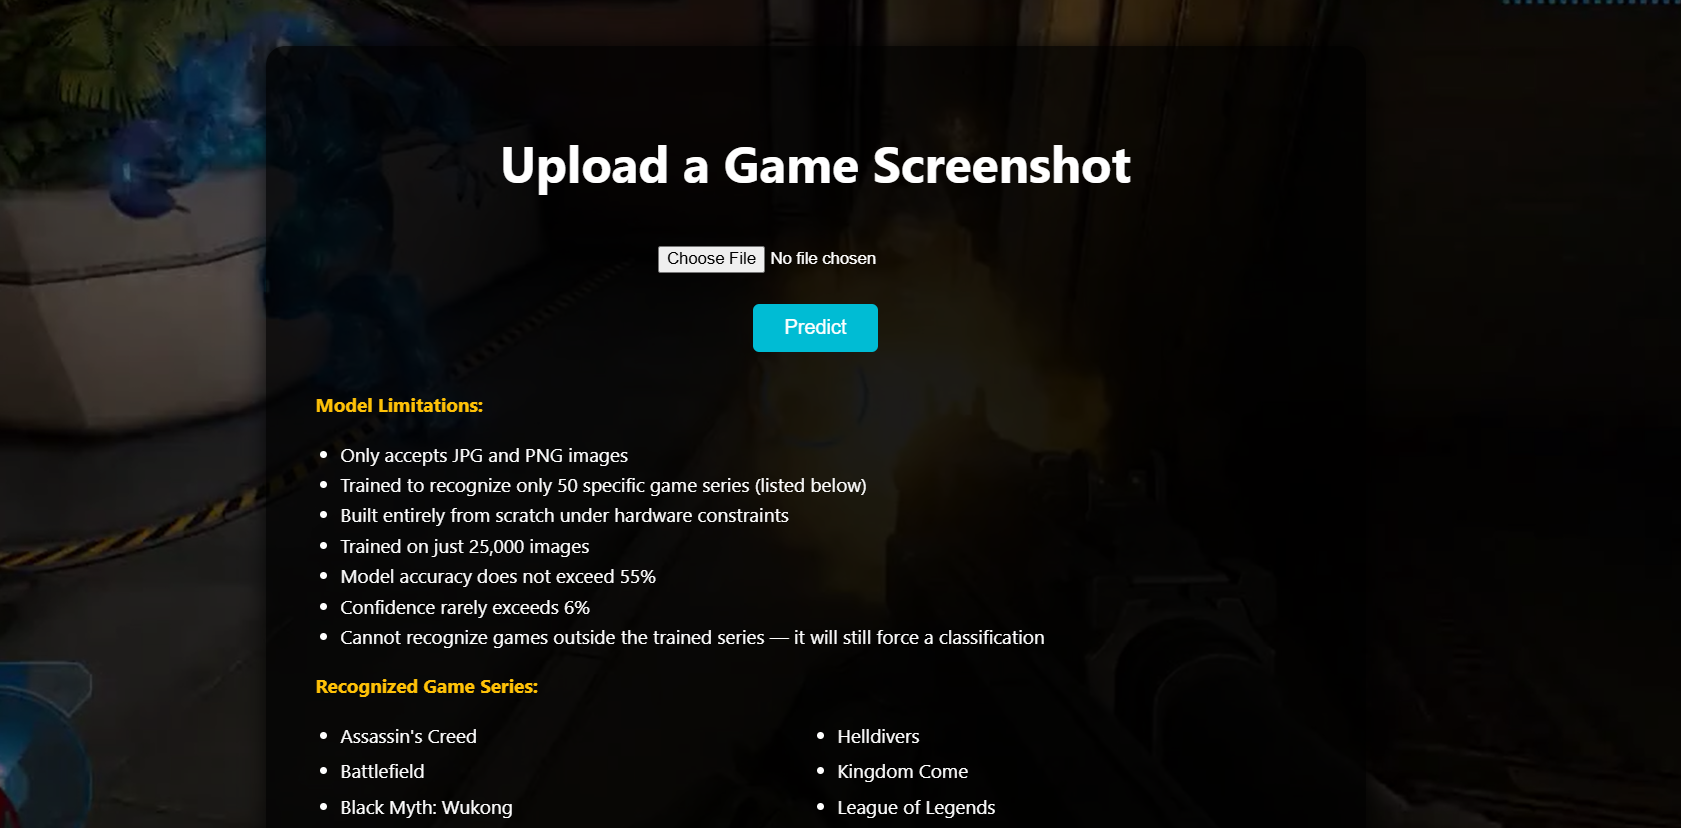 Upload a Game Screenshot
Choose File No file chosen
Predict
Model Limitations:
• Only accepts JPG and PNG images
• Trained to recognize only 50 specific game series (listed below)
• Built entirely from scratch under hardware constraints
• Trained on just 25,000 images
• Model accuracy does not exceed 55%
• Confidence rarely exceeds 6%
• Cannot recognize games outside the trained series — it will still force a classification
Recognized Game Series:
• Assassin's Creed
• Battlefield
• Black Myth: Wukong
• Helldivers
• Kingdom Come
• League of Legends